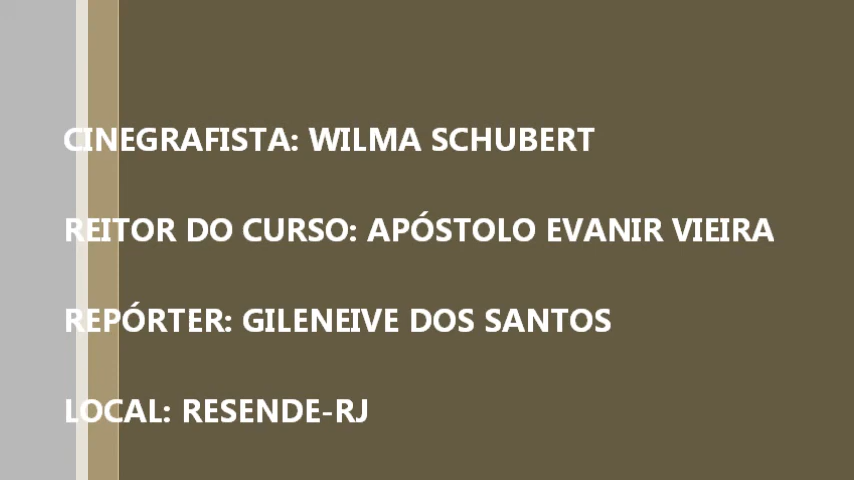 CINEGRAFISTA: WILMA SCHUBERT
REITOR DO CURSO: APÓSTOLO EVANIR VIEIRA
REPÓRTER: GILENEIVE DOS SANTOS
LOCAL: RESENDE-RJ